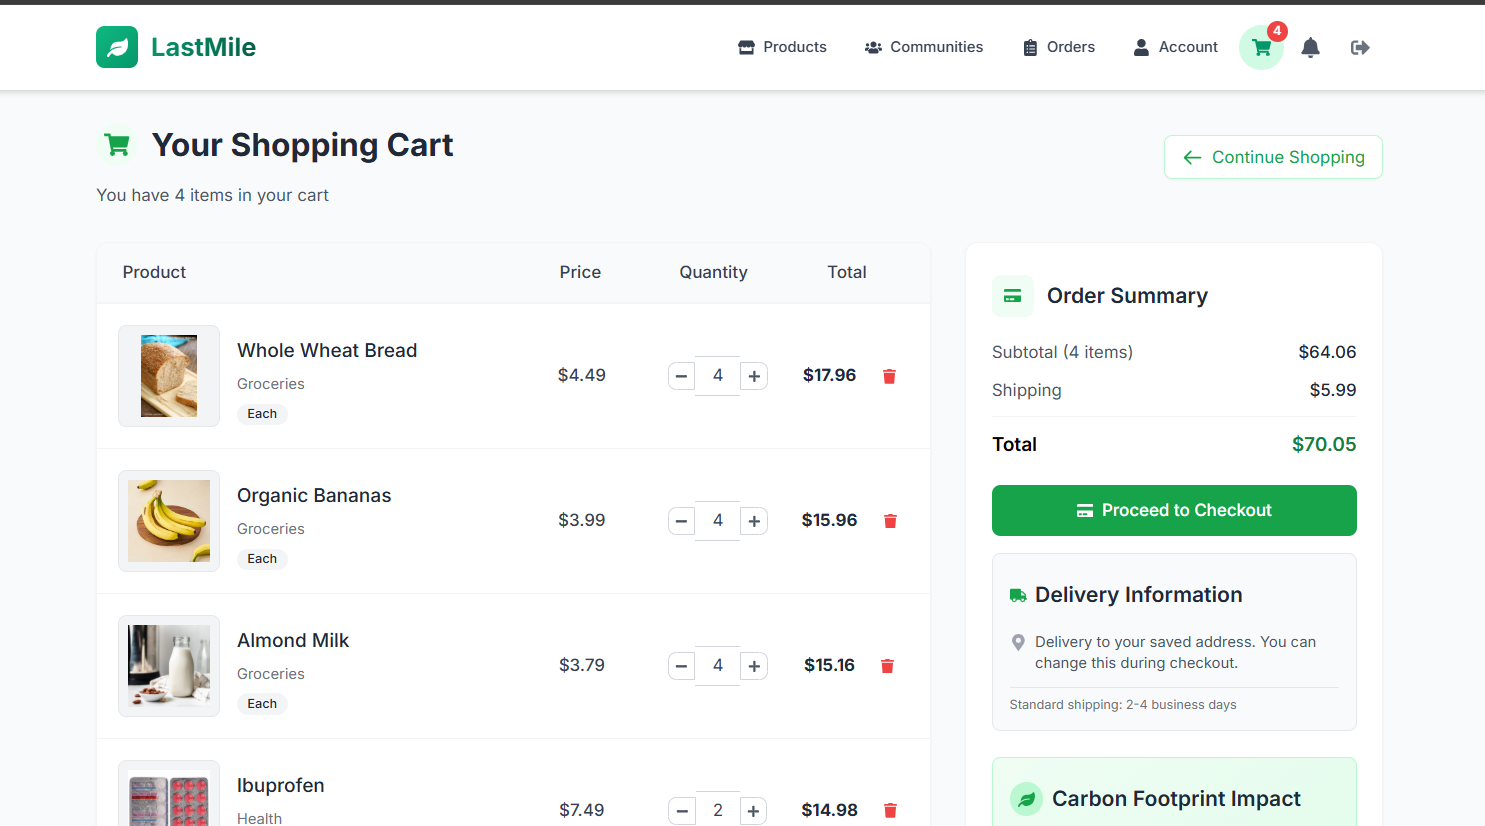 LastMile
Products
Communities
Orders
Account
4
Your Shopping Cart
You have 4 items in your cart
Continue Shopping
Product Price Quantity Total
Whole Wheat Bread
Groceries
Each
$4.49
4
$17.96
Organic Bananas
Groceries
Each
$3.99
4
$15.96
Almond Milk
Groceries
Each
$3.79
4
$15.16
Ibuprofen
Health
$7.49
2
$14.98
Order Summary
Subtotal (4 items) $64.06
Shipping $5.99
Total $70.05
Proceed to Checkout
Delivery Information
Delivery to your saved address. You can
change this during checkout.
Standard shipping: 2-4 business days
Carbon Footprint Impact